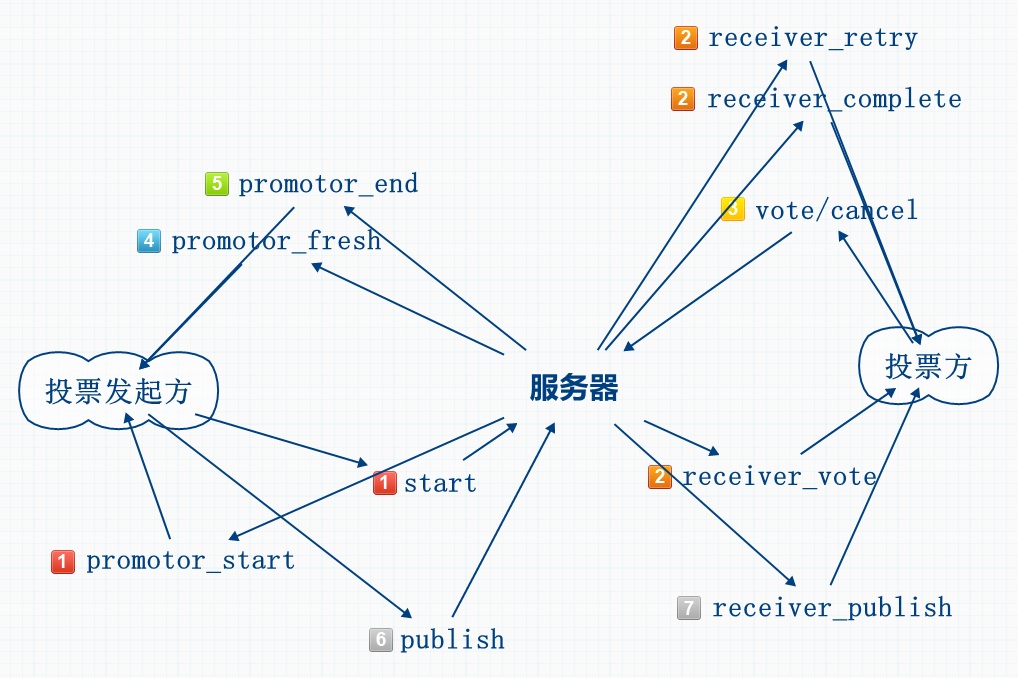 2 receiver_retry
2 receiver_complete
5 promotor_end
3 vote/cancel
4 promotor_fresh
投票发起方
服务器
投票方
1 start
2 receiver_vote
1 promotor_start
7 receiver_publish
6 publish